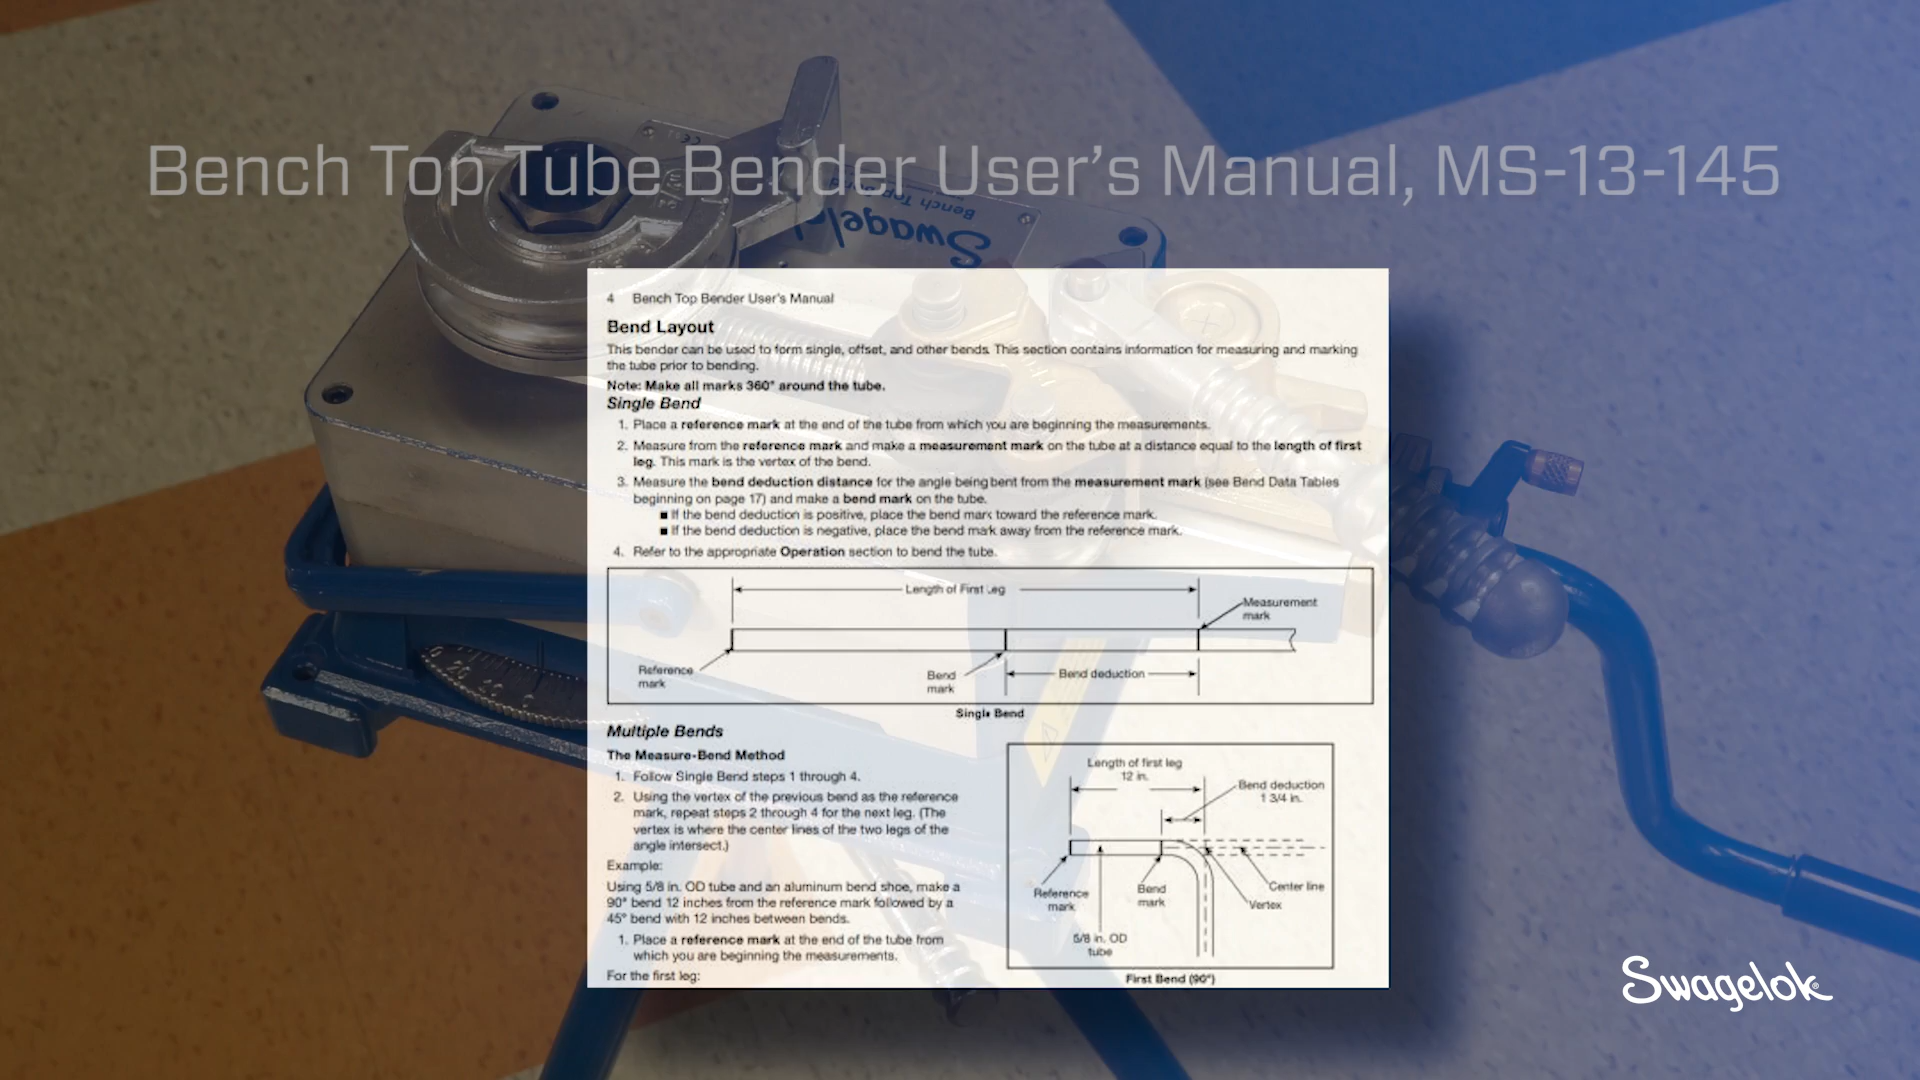 Bench Top Tube Bender User's Manual, MS-13-145
3/4
Bench Top
Swagelok
4 Bench Top Bender User's Manual
Bend Layout
This bender can be used to form single, offset, and other bends. This section contains information for measuring and marking
the tube prior to bending.
Note: Make all marks 360° around the tube.
Single Bend
1. Place a reference mark at the end of the tube from which you are beginning the measurements.
2. Measure from the reference mark and make a measurement mark on the tube at a distance equal to the length of first
leg. This mark is the vertex of the bend.
3. Measure the bend deduction distance for the angle being bent from the measurement mark (see Bend Data Tables
beginning on page 17) and make a bend mark on the tube.
■ If the bend deduction is positive, place the bend mark toward the reference mark.
■ If the bend deduction is negative, place the bend mark away from the reference mark.
4. Refer to the appropriate Operation section to bend the tube.
Length of First Leg
Measurement
mark
Reference
mark
Bend
mark
Bend deduction
Single Bend
Multiple Bends
The Measure-Bend Method
1. Follow Single Bend steps 1 through 4.
2. Using the vertex of the previous bend as the reference
mark, repeat steps 2 through 4 for the next leg. (The
vertex is where the center lines of the two legs of the
angle intersect.)
Example:
Using 5/8 in. OD tube and an aluminum bend shoe, make a
90° bend 12 inches from the reference mark followed by a
45° bend with 12 inches between bends.
1. Place a reference mark at the end of the tube from
which you are beginning the measurements.
For the first leg:
Length of first leg
12 in.
Bend deduction
1 3/4 in.
Reference
mark
Bend
mark
Center line
Vertex
5/8 in. OD
tube
First Bend (90°)
0 20 40
Swagelok